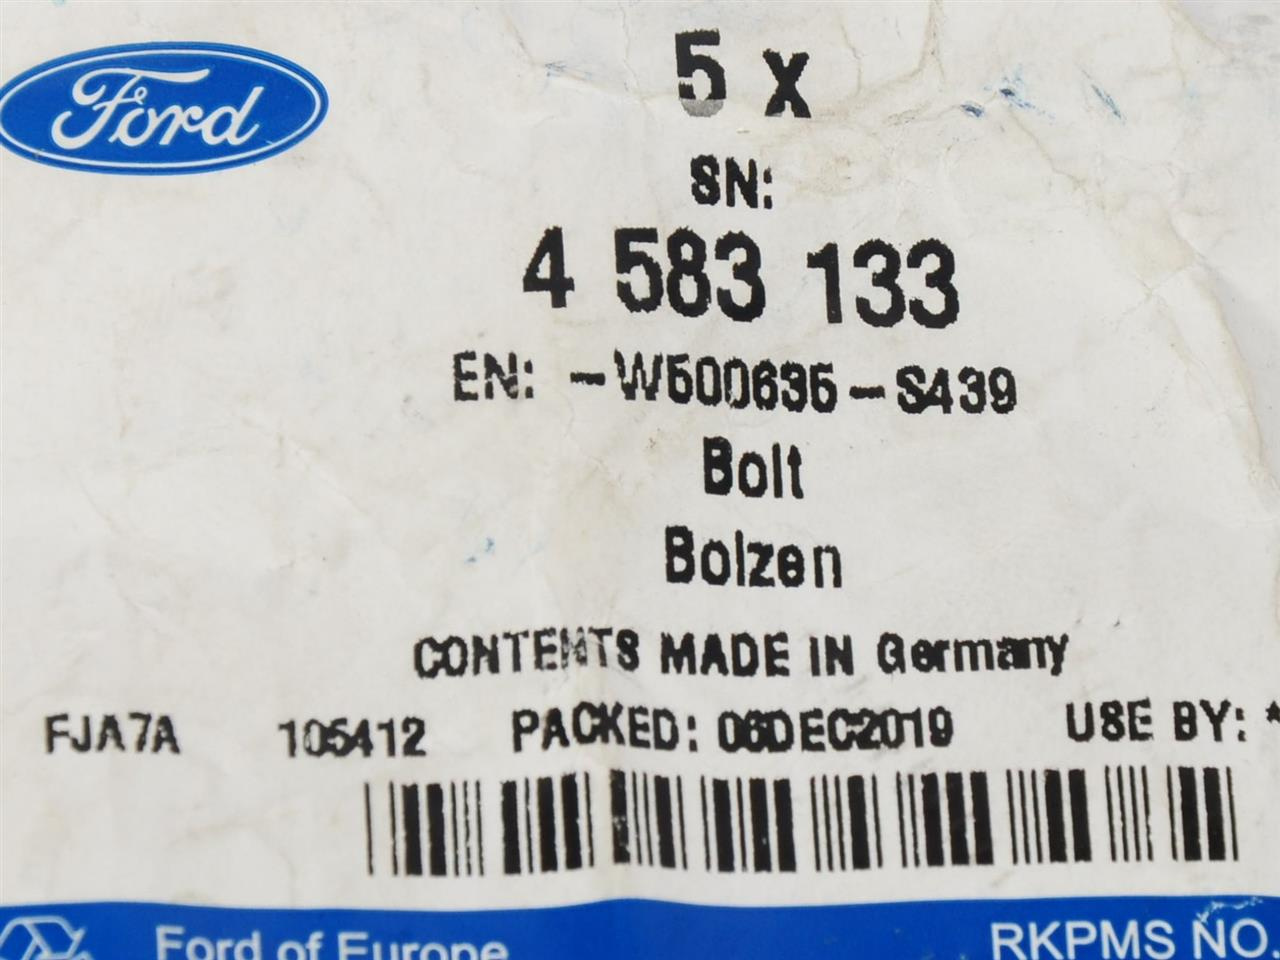 Ford
5 x
SN:
4 583 133
EN: -W500635-S439
Bolt
Bolzen
CONTENTS MADE IN Germany
FJA7A 105412 PACKED: 06DEC2019 USE BY: *
Ford of Europe RKPMS NO.